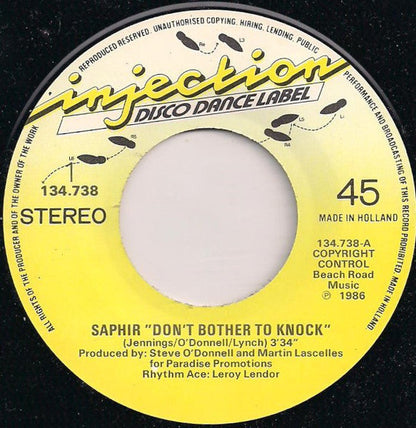 REPRODUCED RESERVED. UNAUTHORISED COPYING, HIRING, LENDING, PUBLIC
PERFORMANCE AND BROADCASTING OF THIS RECORD PROHIBITED. MADE IN HOLLAND
ALL RIGHTS OF THE PRODUCER AND OF THE OWNER OF THE WORK
injection
DISCO DANCE LABEL
134.738
STEREO
45
MADE IN HOLLAND
134.738-A
COPYRIGHT
CONTROL
Beach Road
Music
℗ 1986
SAPHIR "DON'T BOTHER TO KNOCK"
(Jennings/O'Donnell/Lynch) 3'34"
Produced by: Steve O'Donnell and Martin Lascelles
for Paradise Promotions
Rhythm Ace: Leroy Lendor